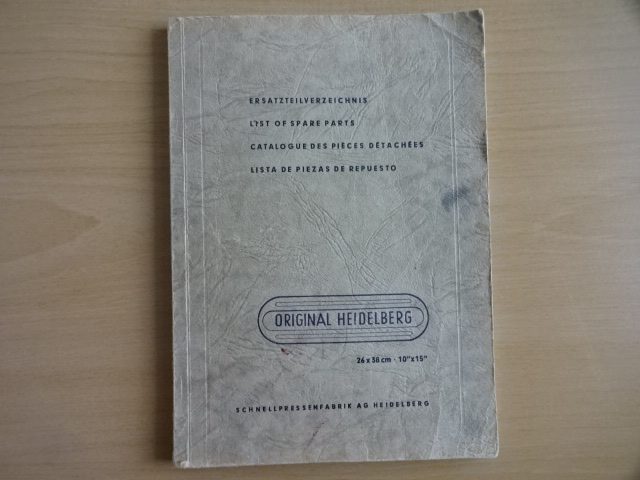 ERSATZTEILVERZEICHNIS
LIST OF SPARE PARTS
CATALOGUE DES PIÈCES DÉTACHÉES
LISTA DE PIEZAS DE REPUESTO
ORIGINAL HEIDELBERG
26 x 38 cm · 10" x 15"
SCHNELLPRESSENFABRIK AG HEIDELBERG